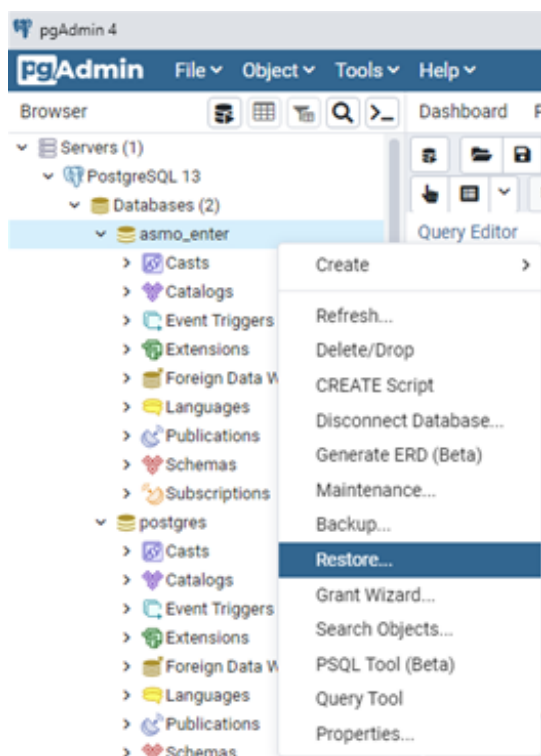 pgAdmin 4
pgAdmin File Object Tools Help
Browser Dashboard
Servers (1)
PostgreSQL 13
Databases (2)
asmo_enter
Query Editor
Casts
Catalogs
Event Triggers
Extensions
Foreign Data W
Languages
Publications
Schemas
Subscriptions
postgres
Casts
Catalogs
Event Triggers
Extensions
Foreign Data W
Languages
Publications
Schemas
Create
Refresh...
Delete/Drop
CREATE Script
Disconnect Database...
Generate ERD (Beta)
Maintenance...
Backup...
Restore...
Grant Wizard...
Search Objects...
PSQL Tool (Beta)
Query Tool
Properties...